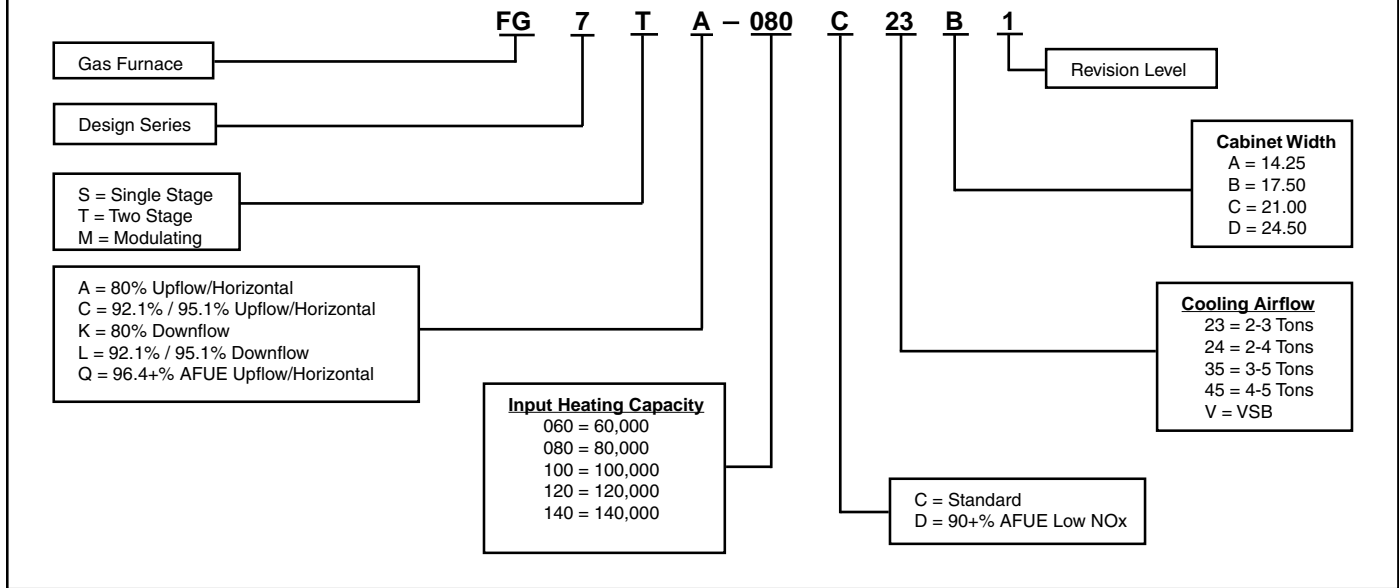 FG 7 T A – 080 C 23 B 1
Gas Furnace
Revision Level
Design Series
S = Single Stage
T = Two Stage
M = Modulating
Cabinet Width
A = 14.25
B = 17.50
C = 21.00
D = 24.50
A = 80% Upflow/Horizontal
C = 92.1% / 95.1% Upflow/Horizontal
K = 80% Downflow
L = 92.1% / 95.1% Downflow
Q = 96.4+% AFUE Upflow/Horizontal
Cooling Airflow
23 = 2-3 Tons
24 = 2-4 Tons
35 = 3-5 Tons
45 = 4-5 Tons
V = VSB
Input Heating Capacity
060 = 60,000
080 = 80,000
100 = 100,000
120 = 120,000
140 = 140,000
C = Standard
D = 90+% AFUE Low NOx